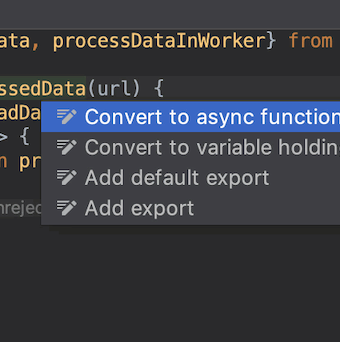 ata, processDataInWorker} from
ssedData(url) {
adDa
Convert to async function
> {
Convert to variable holdin
n pr
Add default export
nrejec
Add export